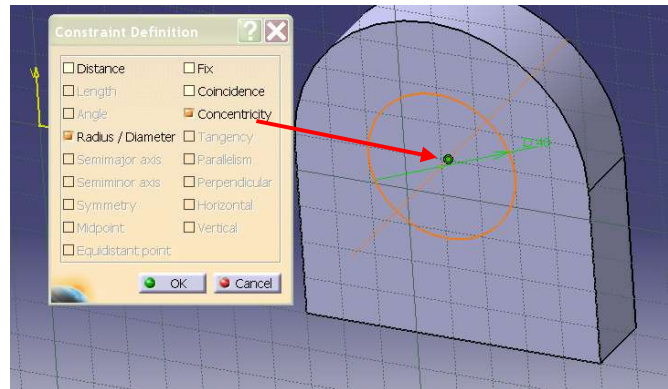 Constraint Definition
Distance
Fix
Length
Coincidence
Angle
Concentricity
Radius / Diameter
Tangency
Semimajor axis
Parallelism
Semiminor axis
Perpendicular
Symmetry
Horizontal
Midpoint
Vertical
Equidistant point
OK
Cancel